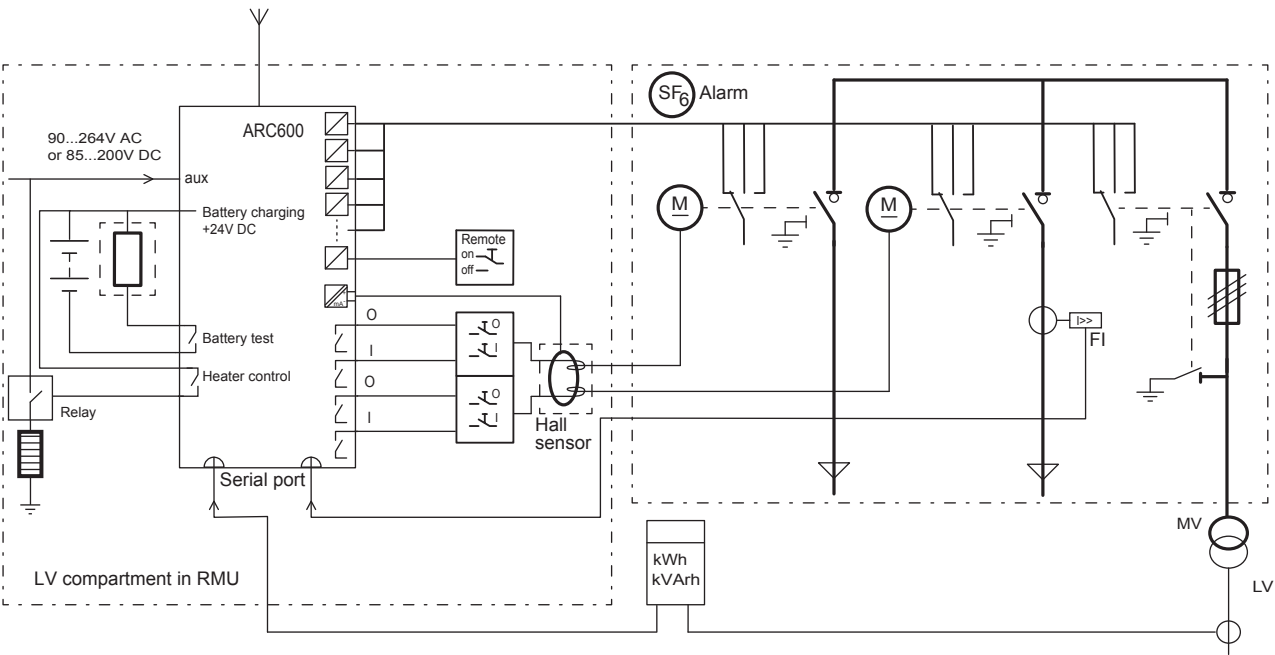 SF6 Alarm
ARC600
90...264V AC
or 85...200V DC
aux
Battery charging
+24V DC
Remote
on
off
mA
M
M
O
I
O
I
O
I
O
I
Battery test
Heater control
Relay
Hall
sensor
I>>
FI
Serial port
MV
LV
kWh
kVArh
LV compartment in RMU